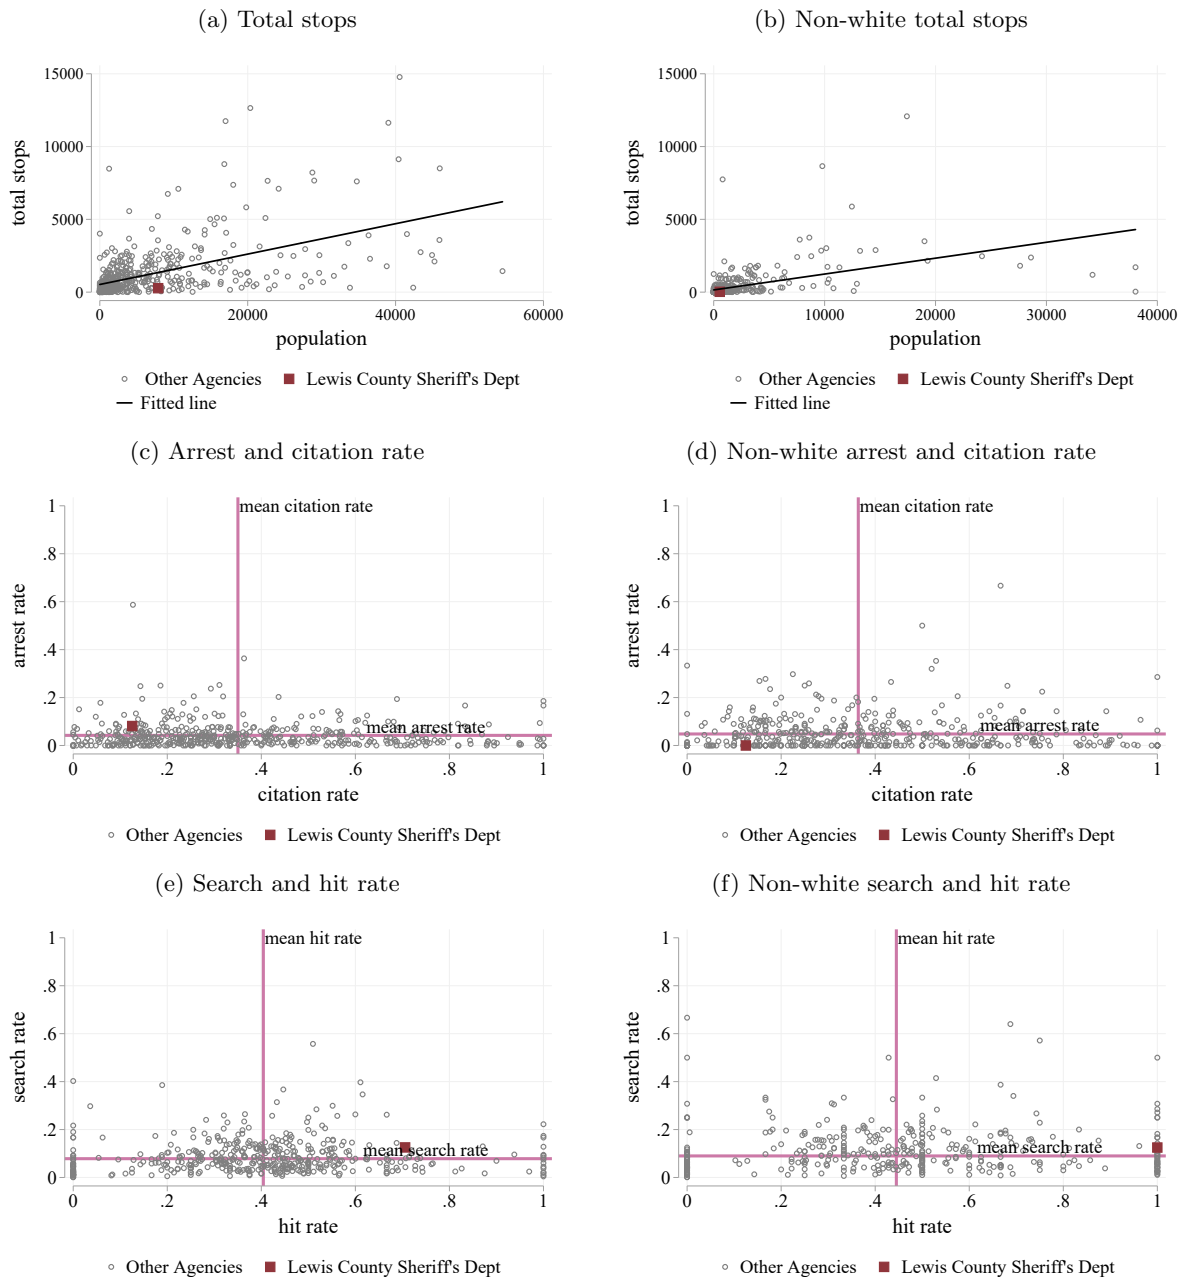 (a) Total stops
15000
10000
5000
0
total stops
0 20000 40000 60000
population
Other Agencies Lewis County Sheriff's Dept
Fitted line
(b) Non-white total stops
15000
10000
5000
0
total stops
0 10000 20000 30000 40000
population
Other Agencies Lewis County Sheriff's Dept
Fitted line
(c) Arrest and citation rate
mean citation rate
1
.8
.6
.4
.2
0
arrest rate
mean arrest rate
0 .2 .4 .6 .8 1
citation rate
Other Agencies Lewis County Sheriff's Dept
(d) Non-white arrest and citation rate
mean citation rate
1
.8
.6
.4
.2
0
arrest rate
mean arrest rate
0 .2 .4 .6 .8 1
citation rate
Other Agencies Lewis County Sheriff's Dept
(e) Search and hit rate
mean hit rate
1
.8
.6
.4
.2
0
search rate
mean search rate
0 .2 .4 .6 .8 1
hit rate
Other Agencies Lewis County Sheriff's Dept
(f) Non-white search and hit rate
mean hit rate
1
.8
.6
.4
.2
0
search rate
mean search rate
0 .2 .4 .6 .8 1
hit rate
Other Agencies Lewis County Sheriff's Dept